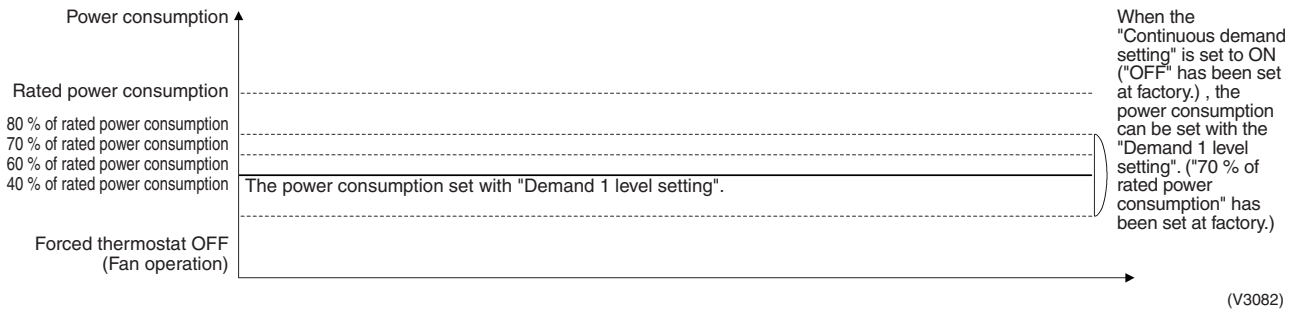 Power consumption
Rated power consumption
80 % of rated power consumption
70 % of rated power consumption
60 % of rated power consumption
40 % of rated power consumption
The power consumption set with "Demand 1 level setting".
Forced thermostat OFF
(Fan operation)
When the
"Continuous demand
setting" is set to ON
("OFF" has been set
at factory.) , the
power consumption
can be set with the
"Demand 1 level
setting". ("70 % of
rated power
consumption" has
been set at factory.)
(V3082)